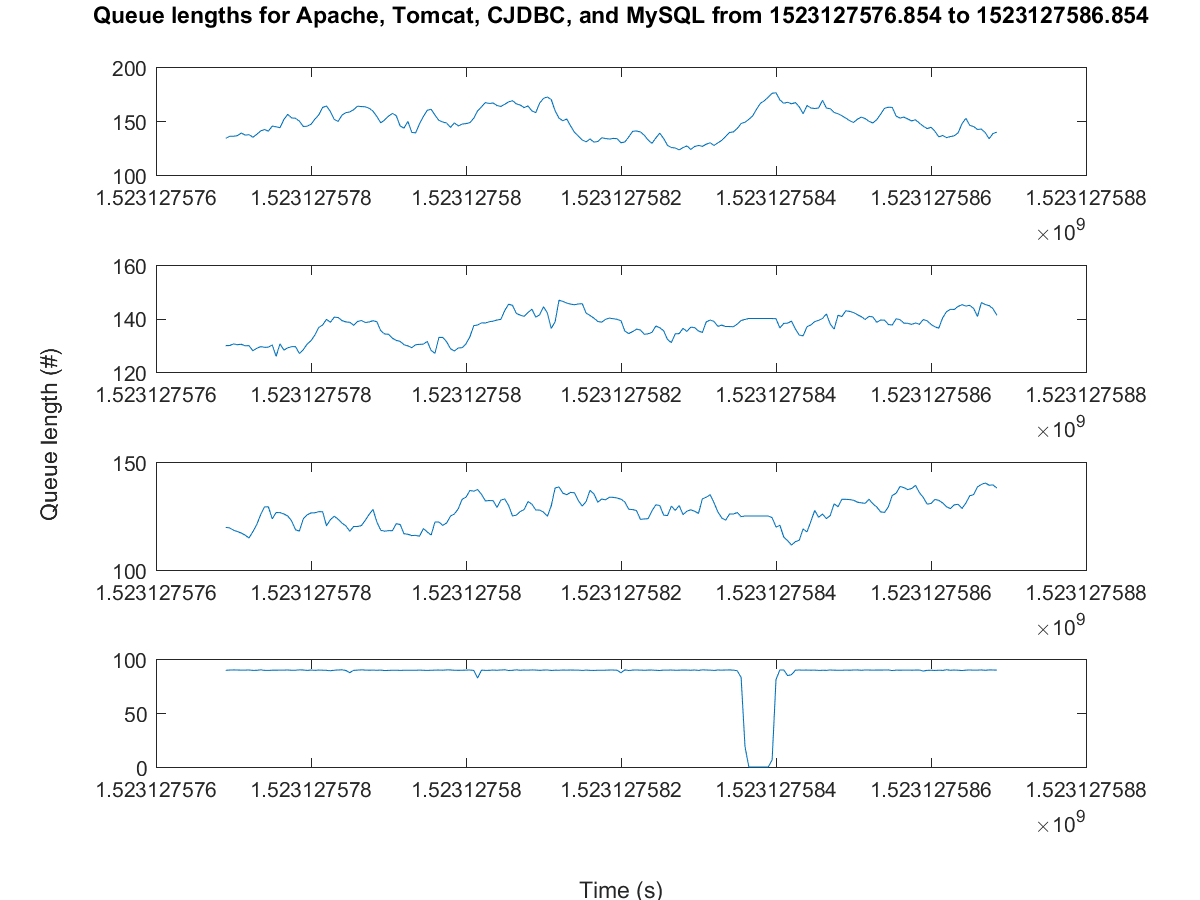 Queue lengths for Apache, Tomcat, CJDBC, and MySQL from 1523127576.854 to 1523127586.854
200
150
100
1.523127576 1.523127578 1.52312758 1.523127582 1.523127584 1.523127586 1.523127588
×10^9
160
140
120
1.523127576 1.523127578 1.52312758 1.523127582 1.523127584 1.523127586 1.523127588
×10^9
Queue length (#)
150
100
1.523127576 1.523127578 1.52312758 1.523127582 1.523127584 1.523127586 1.523127588
×10^9
100
50
0
1.523127576 1.523127578 1.52312758 1.523127582 1.523127584 1.523127586 1.523127588
×10^9
Time (s)